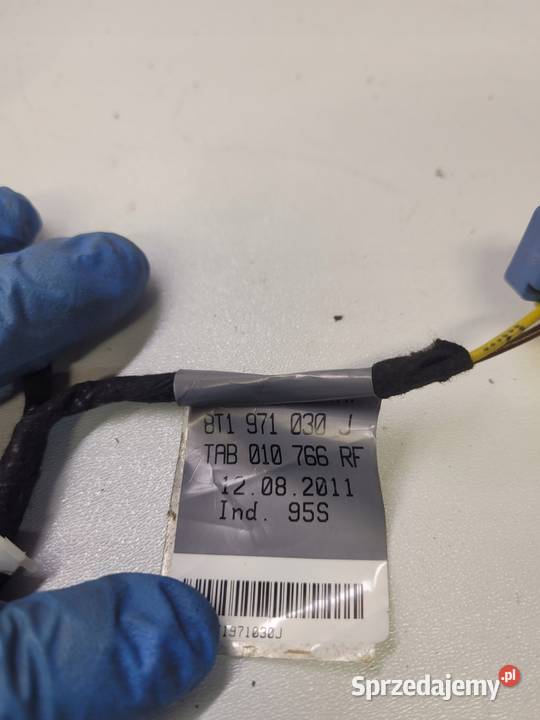 8T1 971 030 J
TAB 010 766 RF
12.08.2011
Ind. 95S
1971030J
Sprzedajemy.pl